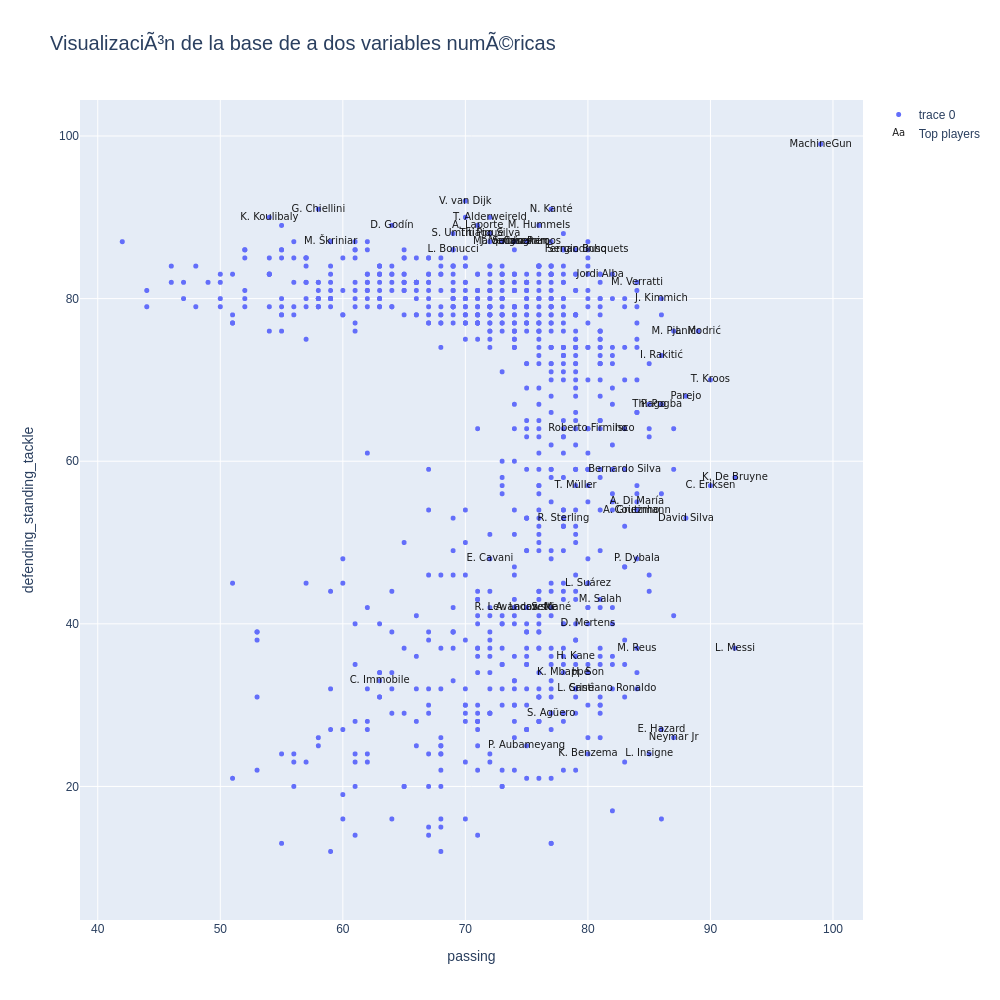 VisualizaciÃ³n de la base de a dos variables numÃ©ricas
trace 0
Aa Top players
100
80
60
40
20
defending_standing_tackle
MachineGun
V. van Dijk
G. Chiellini
N. Kanté
K. Koulibaly
T. Alderweireld
D. Godín
A. Laporte
M. Hummels
S. Umtiti
M. Škriniar
L. Bonucci
Jordi Alba
M. Verratti
J. Kimmich
M. Pjanić
L. Modrić
I. Rakitić
T. Kroos
Parejo
Thiago
P. Pogba
Roberto Firmino
Isco
Bernardo Silva
K. De Bruyne
T. Müller
C. Eriksen
A. Di María
R. Sterling
David Silva
E. Cavani
P. Dybala
L. Suárez
M. Salah
D. Mertens
M. Reus
L. Messi
H. Kane
K. Mbappé
H. Son
C. Immobile
Cristiano Ronaldo
S. Agüero
E. Hazard
Neymar Jr
P. Aubameyang
K. Benzema
L. Insigne
40
50
60
70
80
90
100
passing